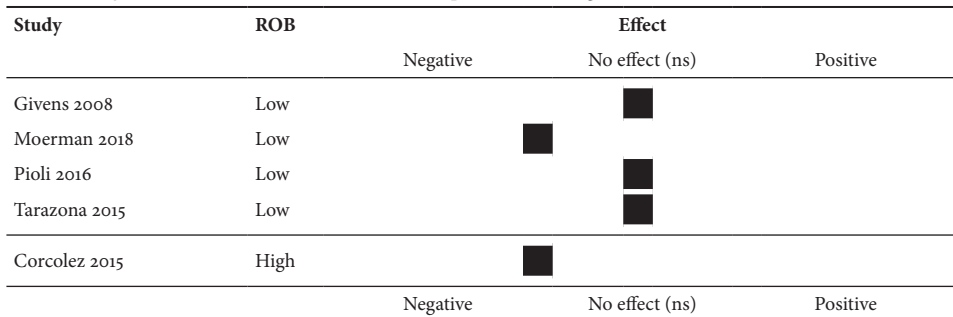 Study ROB Effect
Negative No effect (ns) Positive
Givens 2008 Low
Moerman 2018 Low
Pioli 2016 Low
Tarazona 2015 Low
Corcolez 2015 High
Negative No effect (ns) Positive